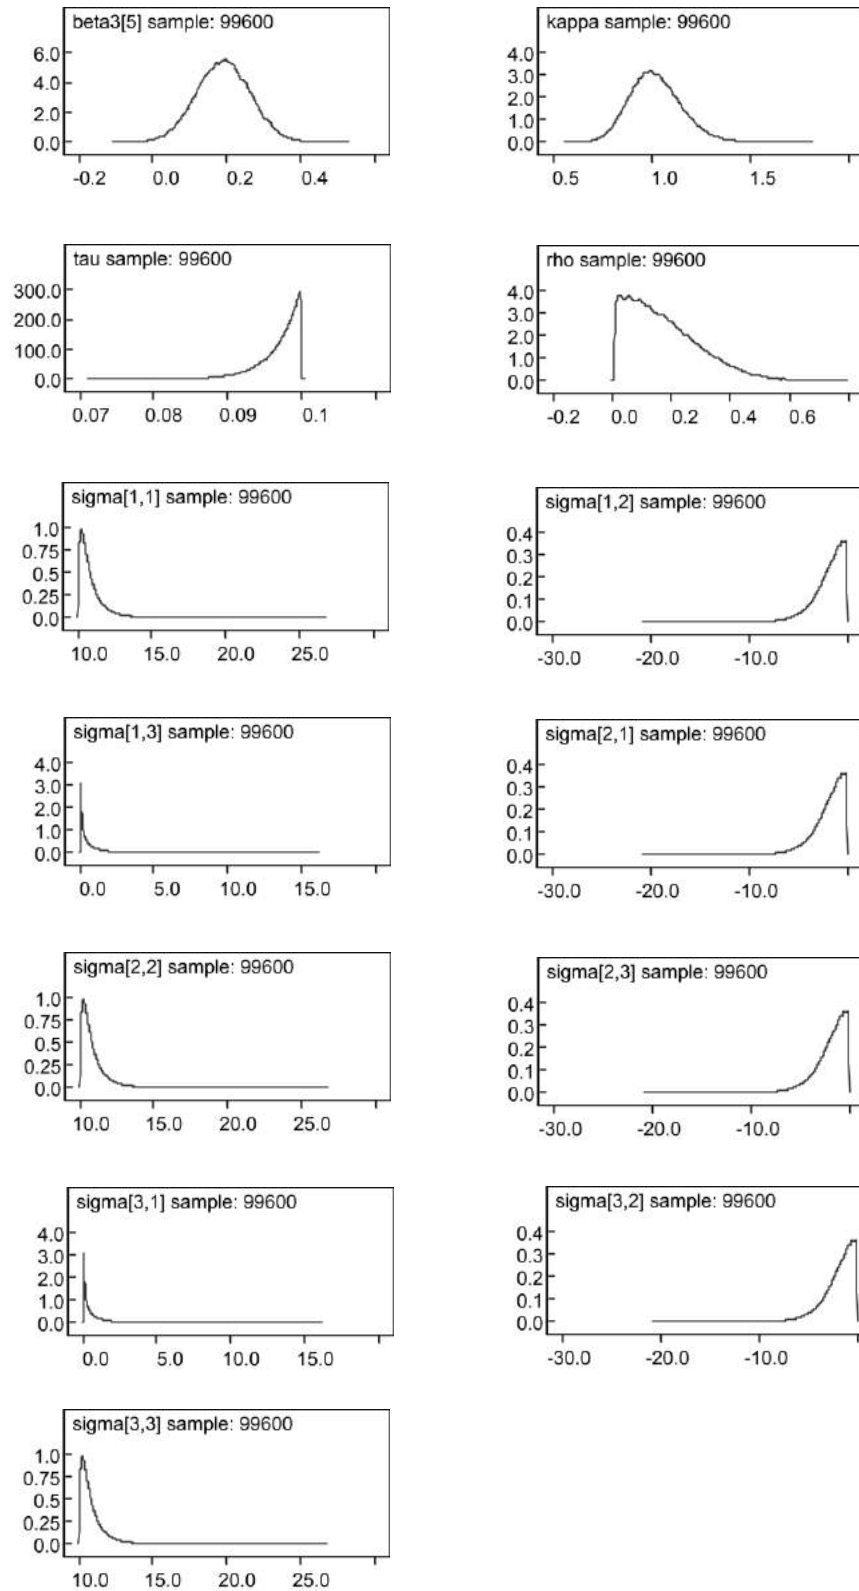 beta3[5] sample: 99600
6.0
4.0
2.0
0.0
-0.2 0.0 0.2 0.4
kappa sample: 99600
4.0
3.0
2.0
1.0
0.0
0.5 1.0 1.5
tau sample: 99600
300.0
200.0
100.0
0.0
0.07 0.08 0.09 0.1
rho sample: 99600
4.0
3.0
2.0
1.0
0.0
-0.2 0.0 0.2 0.4 0.6
sigma[1,1] sample: 99600
1.0
0.75
0.5
0.25
0.0
10.0 15.0 20.0 25.0
sigma[1,2] sample: 99600
0.4
0.3
0.2
0.1
0.0
-30.0 -20.0 -10.0
sigma[1,3] sample: 99600
4.0
3.0
2.0
1.0
0.0
0.0 5.0 10.0 15.0
sigma[2,1] sample: 99600
0.4
0.3
0.2
0.1
0.0
-30.0 -20.0 -10.0
sigma[2,2] sample: 99600
1.0
0.75
0.5
0.25
0.0
10.0 15.0 20.0 25.0
sigma[2,3] sample: 99600
0.4
0.3
0.2
0.1
0.0
-30.0 -20.0 -10.0
sigma[3,1] sample: 99600
4.0
3.0
2.0
1.0
0.0
0.0 5.0 10.0 15.0
sigma[3,2] sample: 99600
0.4
0.3
0.2
0.1
0.0
-30.0 -20.0 -10.0
sigma[3,3] sample: 99600
1.0
0.75
0.5
0.25
0.0
10.0 15.0 20.0 25.0